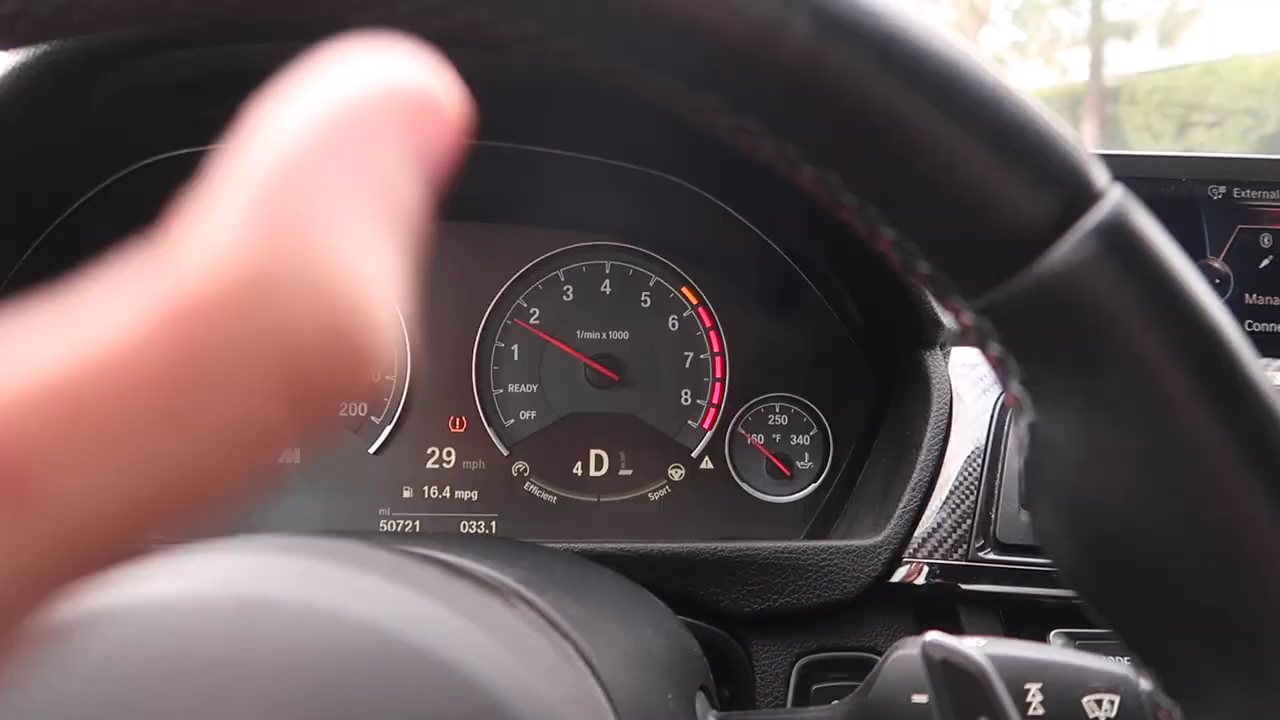 External
Mana
Conne
1
2
3
4
5
6
7
8
1/min x 1000
READY
OFF
200
29 mph
16.4 mpg
mi
50721 033.1
4 D
Efficient
Sport
160 250 340
°F